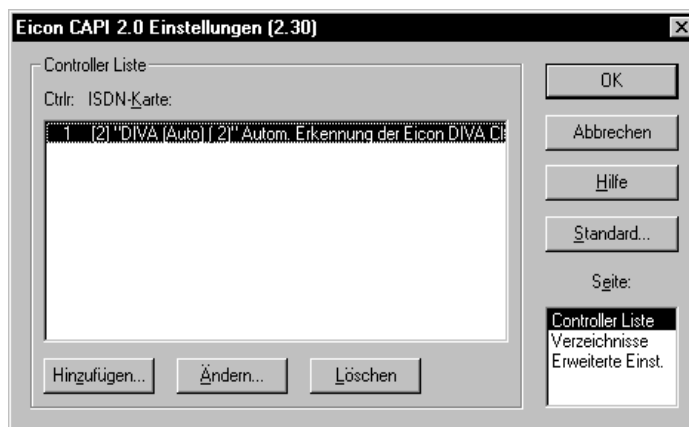 Eicon CAPI 2.0 Einstellungen (2.30)
Controller Liste
Ctrlr: ISDN-Karte:
1 [2] "DIVA (Auto) ( 2)" Autom. Erkennung der Eicon DIVA Cl
Hinzufügen...
Ändern...
Löschen
OK
Abbrechen
Hilfe
Standard...
Seite:
Controller Liste
Verzeichnisse
Erweiterte Einst.